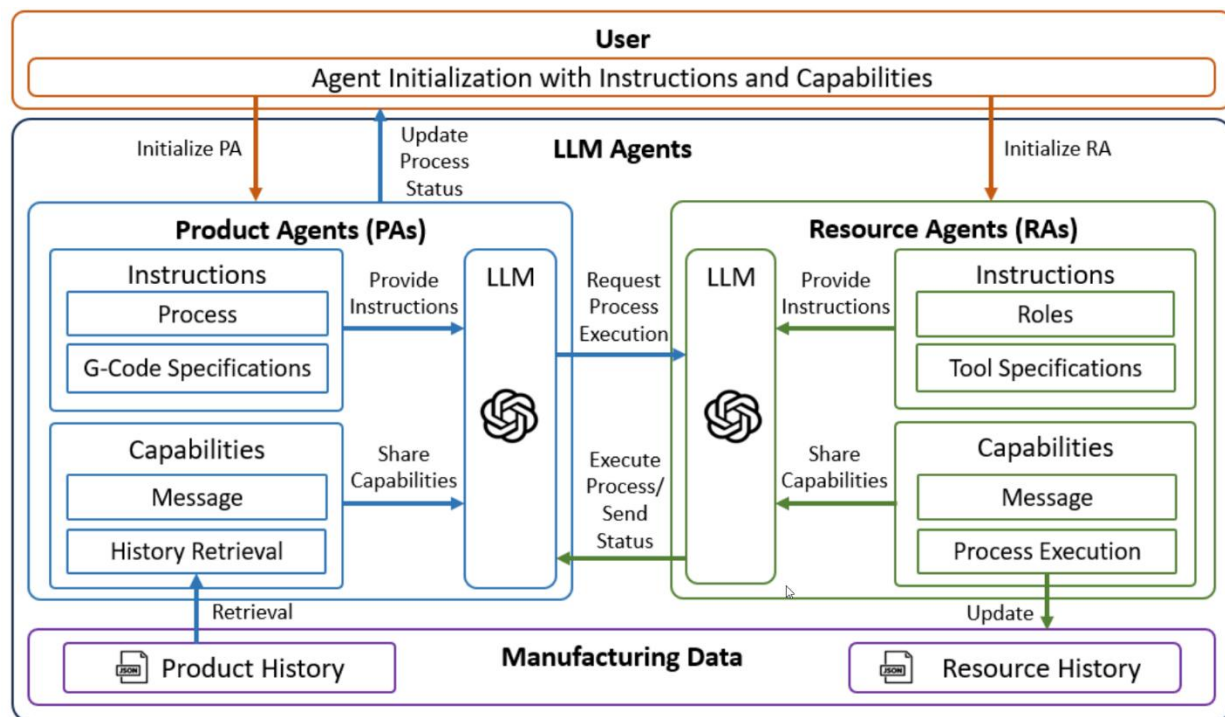 User
Agent Initialization with Instructions and Capabilities
Initialize PA
Update
Process
Status
LLM Agents
Initialize RA
Product Agents (PAs)
Instructions
Process
G-Code Specifications
Provide
Instructions
LLM
Capabilities
Message
History Retrieval
Share
Capabilities
Request
Process
Execution
Execute
Process/
Send
Status
Resource Agents (RAs)
LLM
Provide
Instructions
Instructions
Roles
Tool Specifications
Share
Capabilities
Capabilities
Message
Process Execution
Retrieval
Update
Manufacturing Data
JSON
Product History
JSON
Resource History